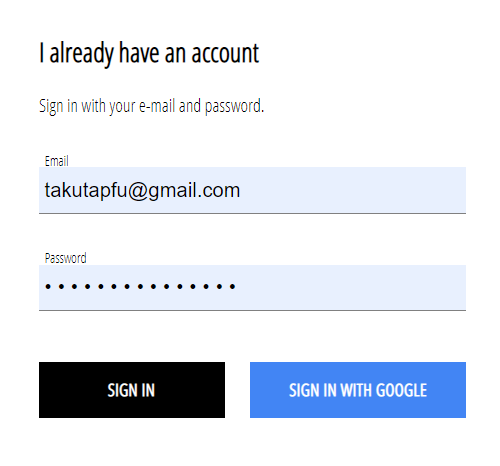 I already have an account
Sign in with your e-mail and password.
Email
takutapfu@gmail.com
Password
•••••••••••••••
SIGN IN
SIGN IN WITH GOOGLE